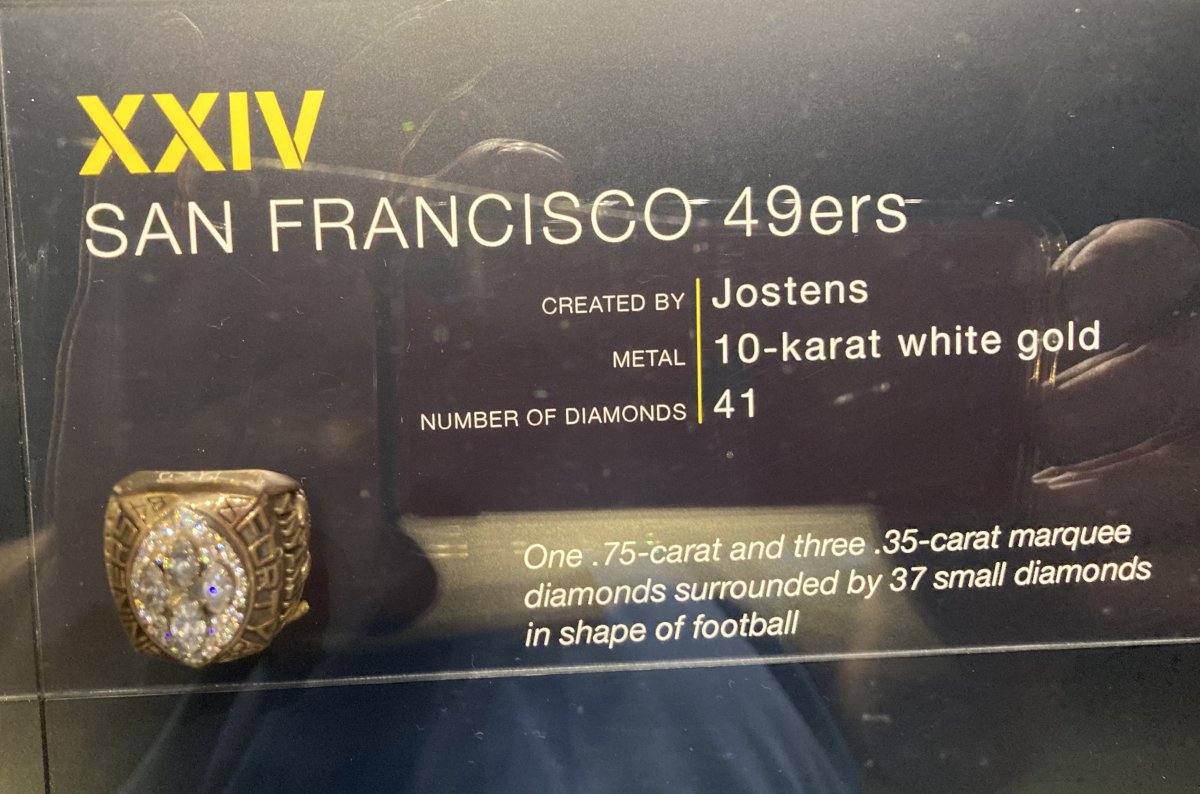 XXIV
SAN FRANCISCO 49ers
CREATED BY Jostens
METAL 10-karat white gold
NUMBER OF DIAMONDS 41
One .75-carat and three .35-carat marquee
diamonds surrounded by 37 small diamonds
in shape of football